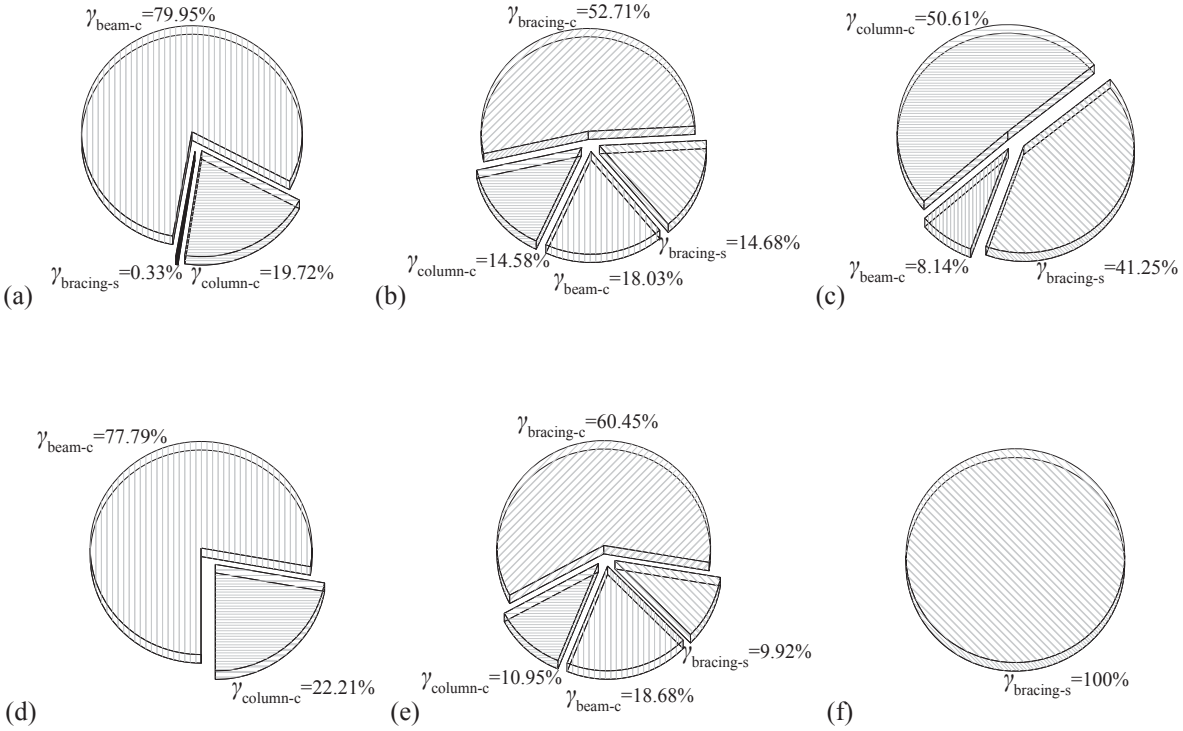 γbeam-c=79.95%
γbracing-s=0.33%
γcolumn-c=19.72%
(a)
γbracing-c=52.71%
γbracing-s=14.68%
γcolumn-c=14.58%
γbeam-c=18.03%
(b)
γcolumn-c=50.61%
γbeam-c=8.14%
γbracing-s=41.25%
(c)
γbeam-c=77.79%
γcolumn-c=22.21%
(d)
γbracing-c=60.45%
γbracing-s=9.92%
γcolumn-c=10.95%
γbeam-c=18.68%
(e)
γbracing-s=100%
(f)